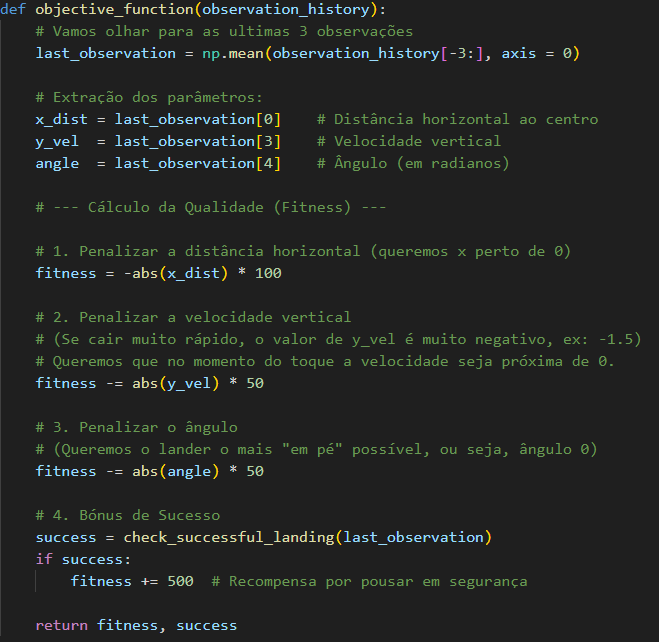 def objective_function(observation_history):
    # Vamos olhar para as ultimas 3 observações
    last_observation = np.mean(observation_history[-3:], axis = 0)
    # Extração dos parâmetros:
    x_dist = last_observation[0]    # Distância horizontal ao centro
    y_vel  = last_observation[3]    # Velocidade vertical
    angle  = last_observation[4]    # Ângulo (em radianos)
    # --- Cálculo da Qualidade (Fitness) ---
    # 1. Penalizar a distância horizontal (queremos x perto de 0)
    fitness = -abs(x_dist) * 100
    # 2. Penalizar a velocidade vertical
    # (Se cair muito rápido, o valor de y_vel é muito negativo, ex: -1.5)
    # Queremos que no momento do toque a velocidade seja próxima de 0.
    fitness -= abs(y_vel) * 50
    # 3. Penalizar o ângulo
    # (Queremos o lander o mais "em pé" possível, ou seja, ângulo 0)
    fitness -= abs(angle) * 50
    # 4. Bónus de Sucesso
    success = check_successful_landing(last_observation)
    if success:
        fitness += 500  # Recompensa por pousar em segurança
    return fitness, success